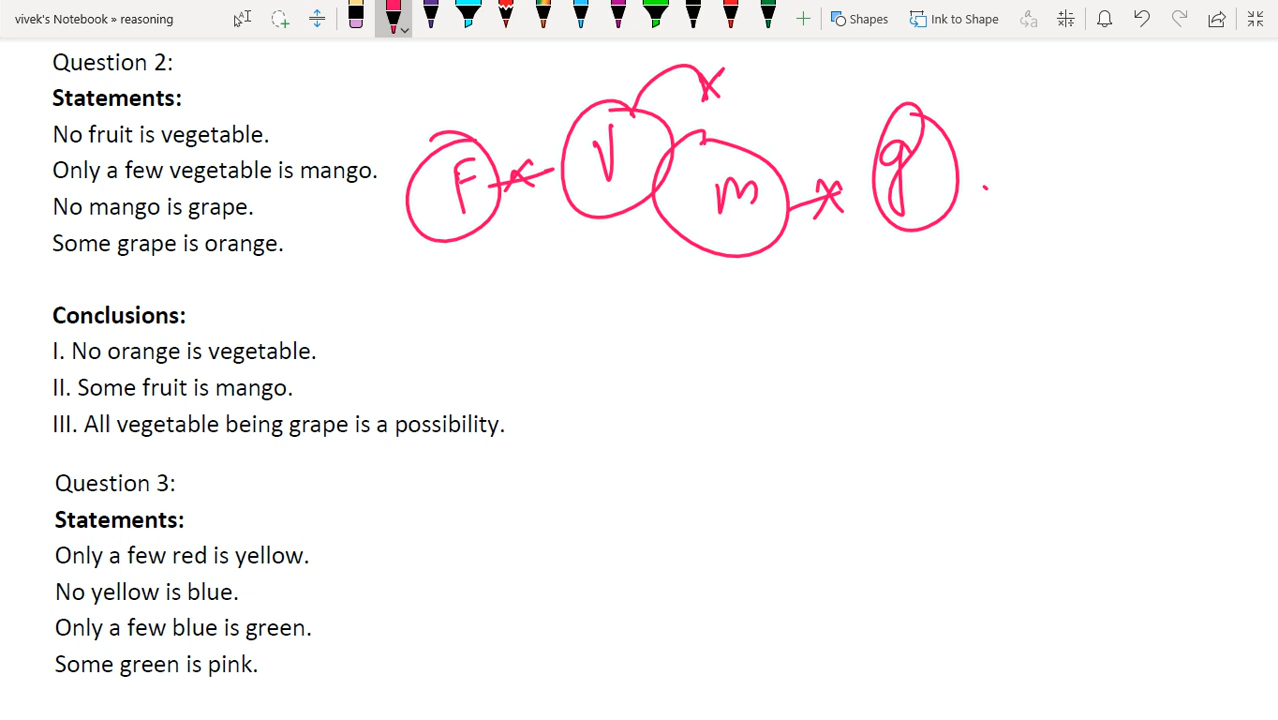 vivek's Notebook » reasoning
Shapes
Ink to Shape
Question 2:
Statements:
No fruit is vegetable.
Only a few vegetable is mango.
No mango is grape.
Some grape is orange.
F V m g
Conclusions:
I. No orange is vegetable.
II. Some fruit is mango.
III. All vegetable being grape is a possibility.
Question 3:
Statements:
Only a few red is yellow.
No yellow is blue.
Only a few blue is green.
Some green is pink.